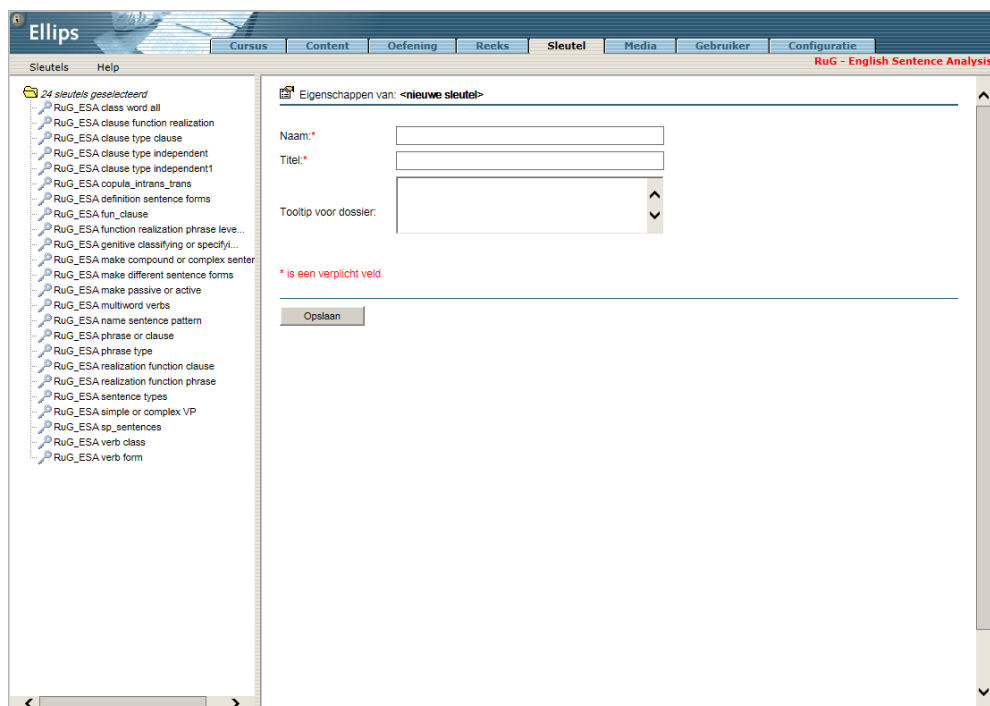 Ellips
Cursus Content Oefening Reeks Sleutel Media Gebruiker Configuratie
Sleutels Help
RuG - English Sentence Analysis
24 sleutels geselecteerd
RuG_ESA class word all
RuG_ESA clause function realization
RuG_ESA clause type clause
RuG_ESA clause type independent
RuG_ESA clause type independent1
RuG_ESA copula_intrans_trans
RuG_ESA definition sentence forms
RuG_ESA fun_clause
RuG_ESA function realization phrase leve...
RuG_ESA genitive classifying or specifyi...
RuG_ESA make compound or complex senter
RuG_ESA make different sentence forms
RuG_ESA make passive or active
RuG_ESA multiword verbs
RuG_ESA name sentence pattern
RuG_ESA phrase or clause
RuG_ESA phrase type
RuG_ESA realization function clause
RuG_ESA realization function phrase
RuG_ESA sentence types
RuG_ESA simple or complex VP
RuG_ESA sp_sentences
RuG_ESA verb class
RuG_ESA verb form
Eigenschappen van: <nieuwe sleutel>
Naam:*
Titel:*
Tooltip voor dossier:
* is een verplicht veld
Opslaan